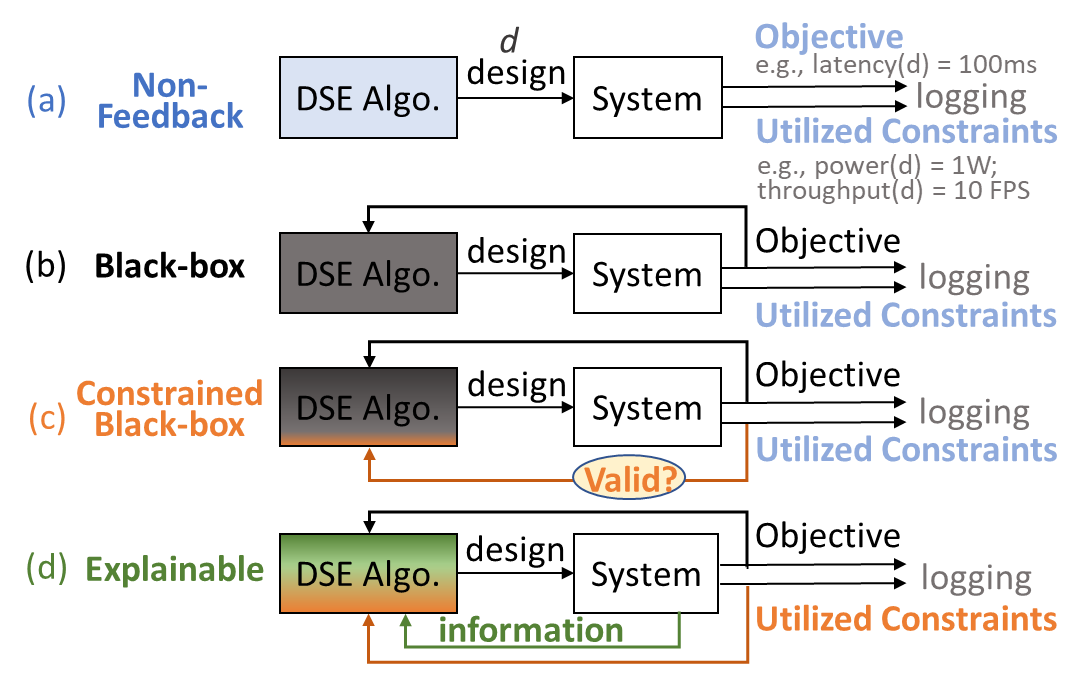 (a)
Non-
Feedback
DSE Algo.
d
design
System
Objective
e.g., latency(d) = 100ms
logging
Utilized Constraints
e.g., power(d) = 1W;
throughput(d) = 10 FPS
(b)
Black-box
DSE Algo.
design
System
Objective
logging
Utilized Constraints
(c)
Constrained
Black-box
DSE Algo.
design
System
Objective
logging
Utilized Constraints
Valid?
(d)
Explainable
DSE Algo.
design
System
Objective
logging
Utilized Constraints
information